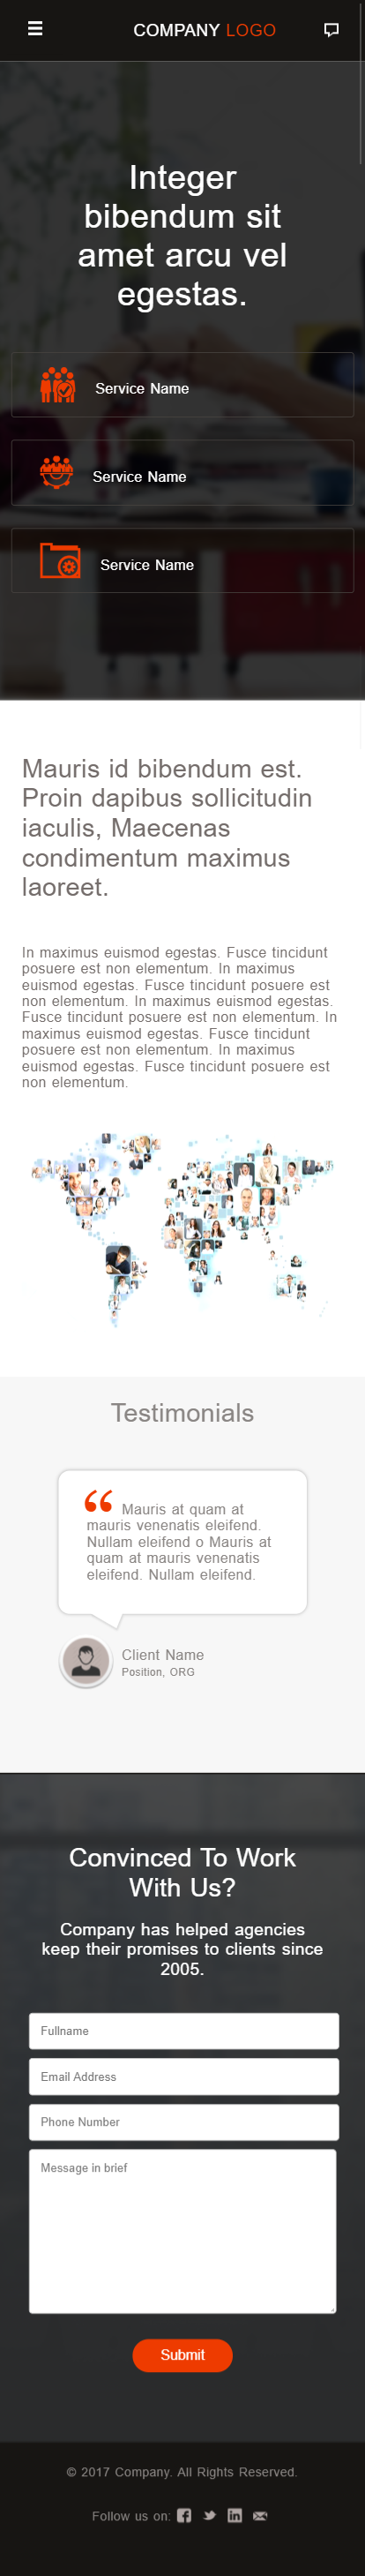 COMPANY LOGO
Integer
bibendum sit
amet arcu vel
egestas.
Service Name
Service Name
Service Name
Mauris id bibendum est.
Proin dapibus sollicitudin
iaculis, Maecenas
condimentum maximus
laoreet.
In maximus euismod egestas. Fusce tincidunt
posuere est non elementum. In maximus
euismod egestas. Fusce tincidunt posuere est
non elementum. In maximus euismod egestas.
Fusce tincidunt posuere est non elementum. In
maximus euismod egestas. Fusce tincidunt
posuere est non elementum. In maximus
euismod egestas. Fusce tincidunt posuere est
non elementum.
Testimonials
“ Mauris at quam at
mauris venenatis eleifend.
Nullam eleifend o Mauris at
quam at mauris venenatis
eleifend. Nullam eleifend.
Client Name
Position, ORG
Convinced To Work
With Us?
Company has helped agencies
keep their promises to clients since
2005.
Fullname
Email Address
Phone Number
Message in brief
Submit
© 2017 Company. All Rights Reserved.
Follow us on: